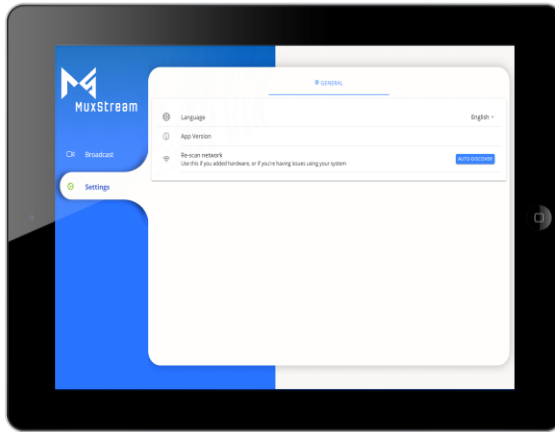 MuxStream
Broadcast
Settings
GENERAL
Language
English
App Version
Re-scan network
Use this if you added hardware, or if you're having issues using your system
AUTO-DISCOVER